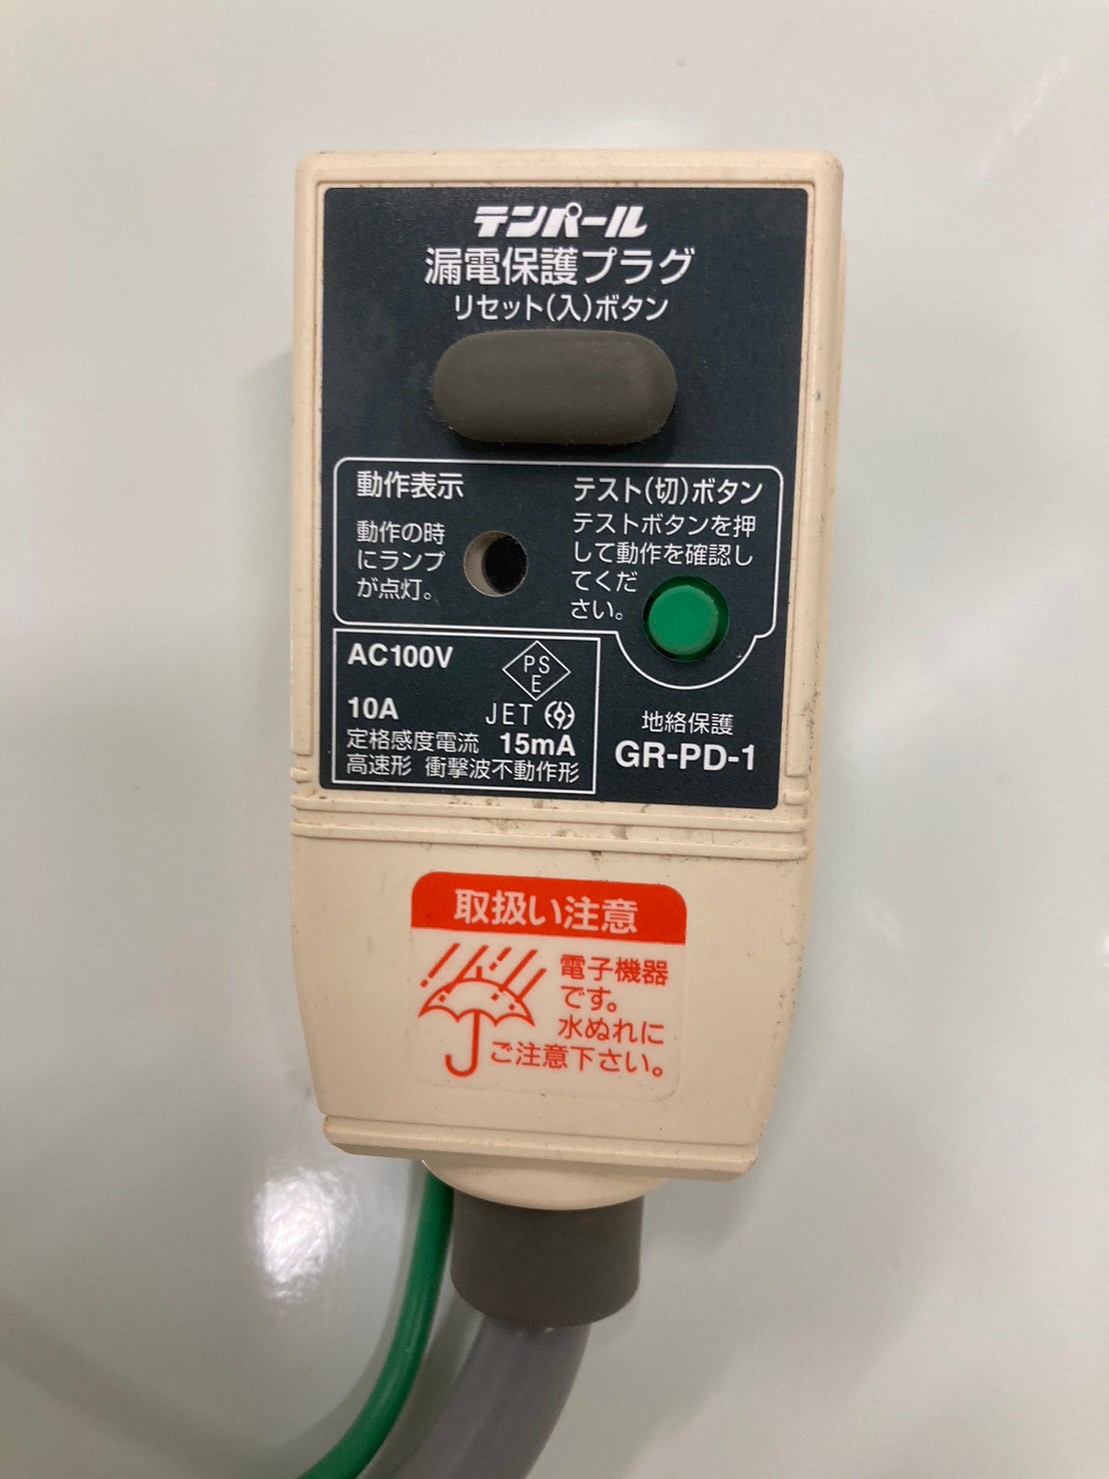 テンパール
漏電保護プラグ
リセット(入)ボタン
動作表示
動作の時
にランプ
が点灯。
テスト(切)ボタン
テストボタンを押
して動作を確認し
てくだ
さい。
AC100V
PS
E
10A
JET
定格感度電流 15mA
高速形 衝撃波不動作形
地絡保護
GR-PD-1
取扱い注意
電子機器
です。
水ぬれに
ご注意下さい。